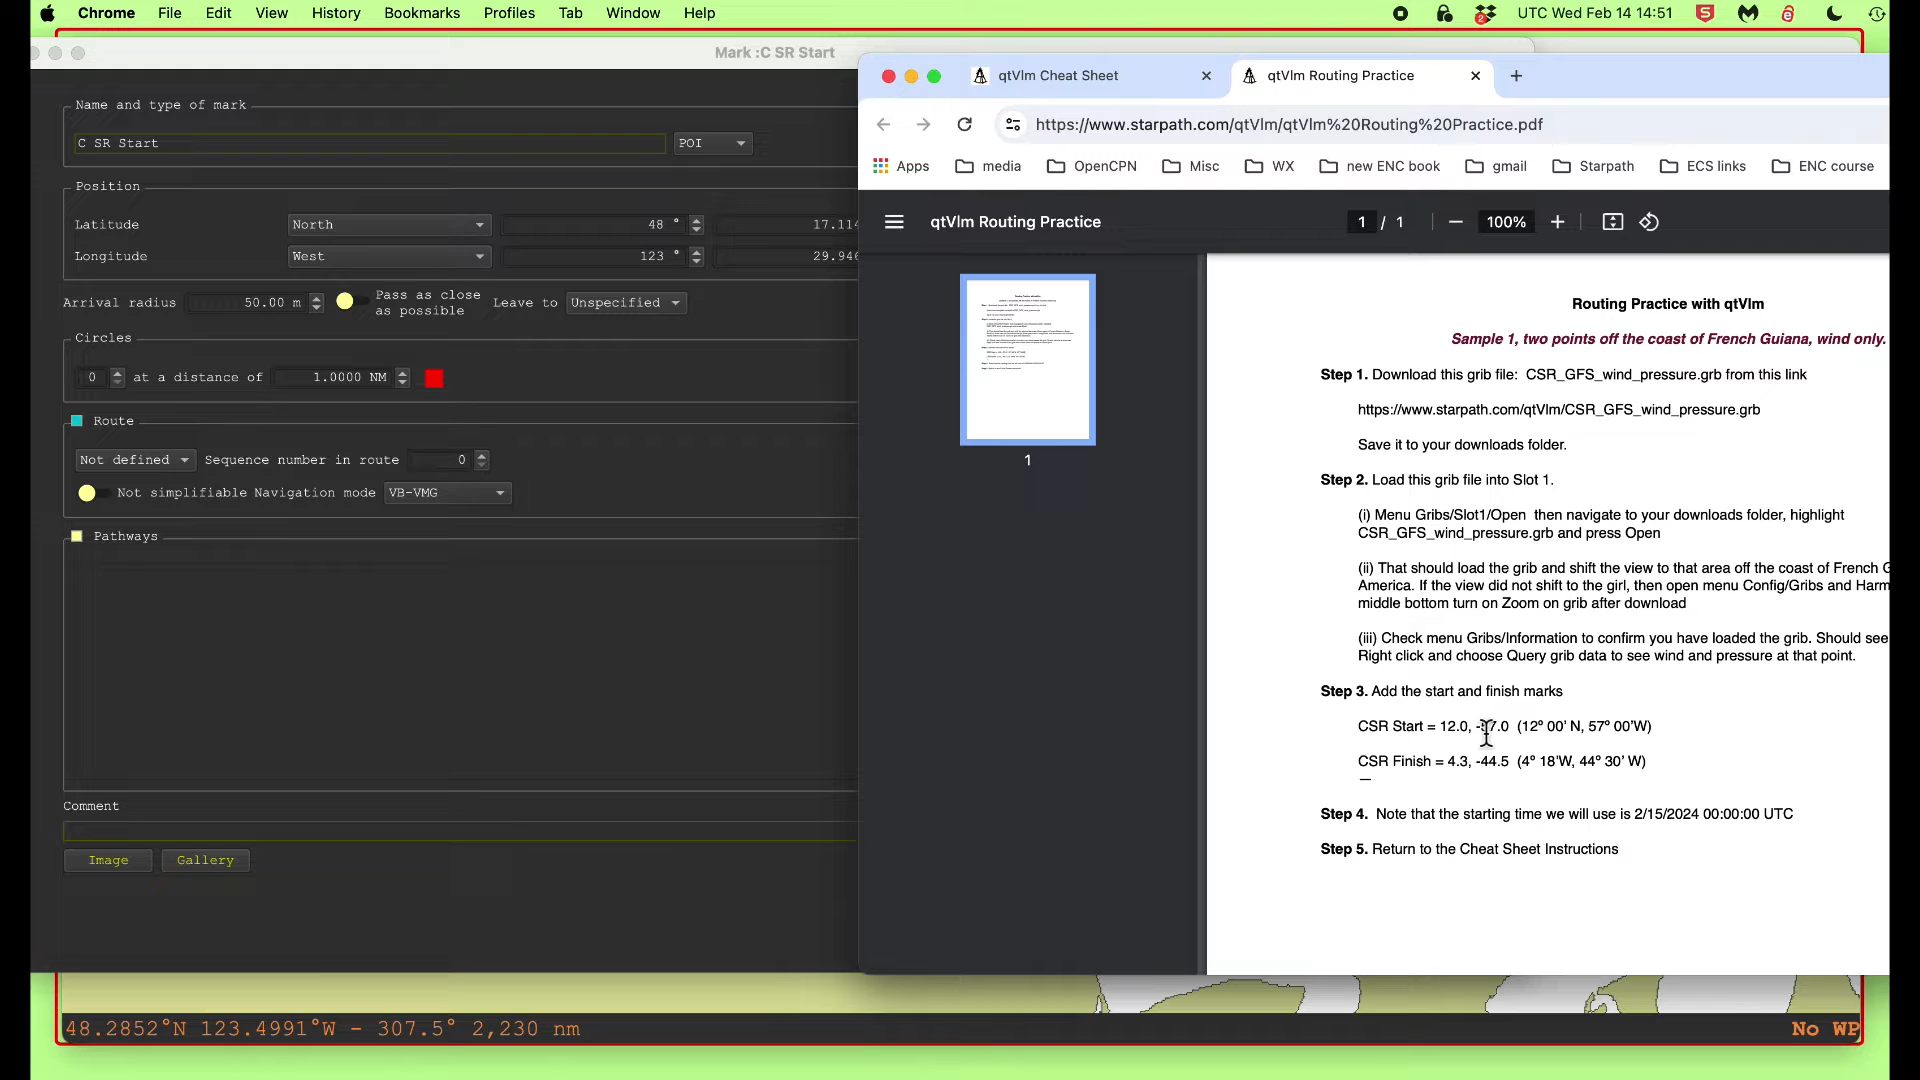 Chrome File Edit View History Bookmarks Profiles Tab Window Help
2
UTC Wed Feb 14 14:51
Mark :C SR Start
Name and type of mark
C SR Start
POI
Position
Latitude North 48 ° 17.114
Longitude West 123 ° 29.946
Arrival radius 50.00 m
Pass as close
as possible
Leave to Unspecified
Circles
0 at a distance of 1.0000 NM
Route
Not defined Sequence number in route 0
Not simplifiable Navigation mode VB-VMG
Pathways
Comment
Image Gallery
48.2852°N 123.4991°W - 307.5° 2,230 nm
No WP
qtVlm Cheat Sheet
qtVlm Routing Practice
https://www.starpath.com/qtVlm/qtVlm%20Routing%20Practice.pdf
Apps media OpenCPN Misc WX new ENC book gmail Starpath ECS links ENC course
qtVlm Routing Practice
1 / 1
100%
1
Routing Practice with qtVlm
Sample 1, two points off the coast of French Guiana, wind only.
Step 1. Download this grib file: CSR_GFS_wind_pressure.grb from this link
https://www.starpath.com/qtVlm/CSR_GFS_wind_pressure.grb
Save it to your downloads folder.
Step 2. Load this grib file into Slot 1.
(i) Menu Gribs/Slot1/Open then navigate to your downloads folder, highlight
CSR_GFS_wind_pressure.grb and press Open
(ii) That should load the grib and shift the view to that area off the coast of French G
America. If the view did not shift to the girl, then open menu Config/Gribs and Harm
middle bottom turn on Zoom on grib after download
(iii) Check menu Gribs/Information to confirm you have loaded the grib. Should see
Right click and choose Query grib data to see wind and pressure at that point.
Step 3. Add the start and finish marks
CSR Start = 12.0, -57.0 (12º 00' N, 57º 00'W)
CSR Finish = 4.3, -44.5 (4º 18'W, 44º 30' W)
—
Step 4. Note that the starting time we will use is 2/15/2024 00:00:00 UTC
Step 5. Return to the Cheat Sheet Instructions